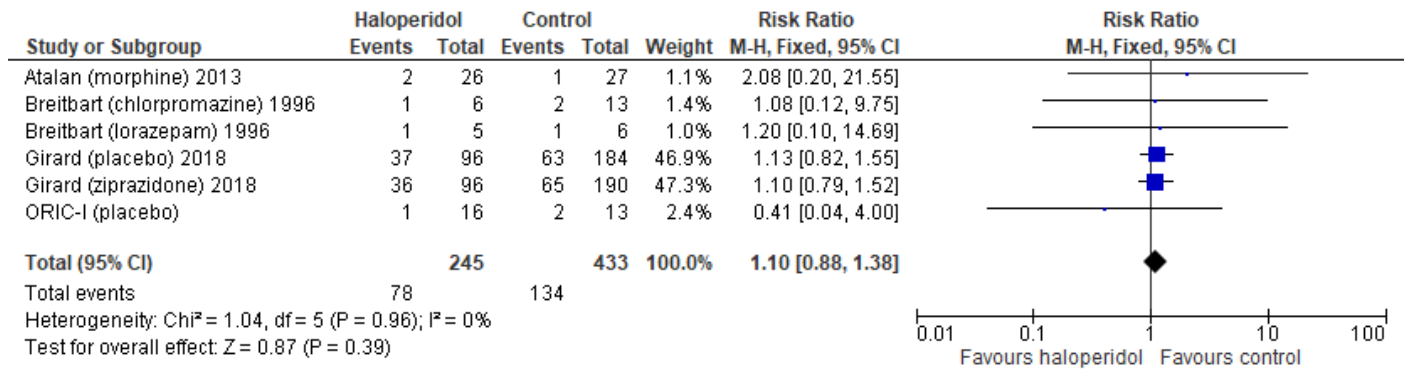 Haloperidol Control Risk Ratio Risk Ratio
Study or Subgroup Events Total Events Total Weight M-H, Fixed, 95% CI M-H, Fixed, 95% CI
Atalan (morphine) 2013 2 26 1 27 1.1% 2.08 [0.20, 21.55]
Breitbart (chlorpromazine) 1996 1 6 2 13 1.4% 1.08 [0.12, 9.75]
Breitbart (lorazepam) 1996 1 5 1 6 1.0% 1.20 [0.10, 14.69]
Girard (placebo) 2018 37 96 63 184 46.9% 1.13 [0.82, 1.55]
Girard (ziprazidone) 2018 36 96 65 190 47.3% 1.10 [0.79, 1.52]
ORIC-I (placebo) 1 16 2 13 2.4% 0.41 [0.04, 4.00]
Total (95% CI) 245 433 100.0% 1.10 [0.88, 1.38]
Total events 78 134
Heterogeneity: Chi² = 1.04, df = 5 (P = 0.96); I² = 0%
Test for overall effect: Z = 0.87 (P = 0.39)
0.01 0.1 1 10 100
Favours haloperidol Favours control